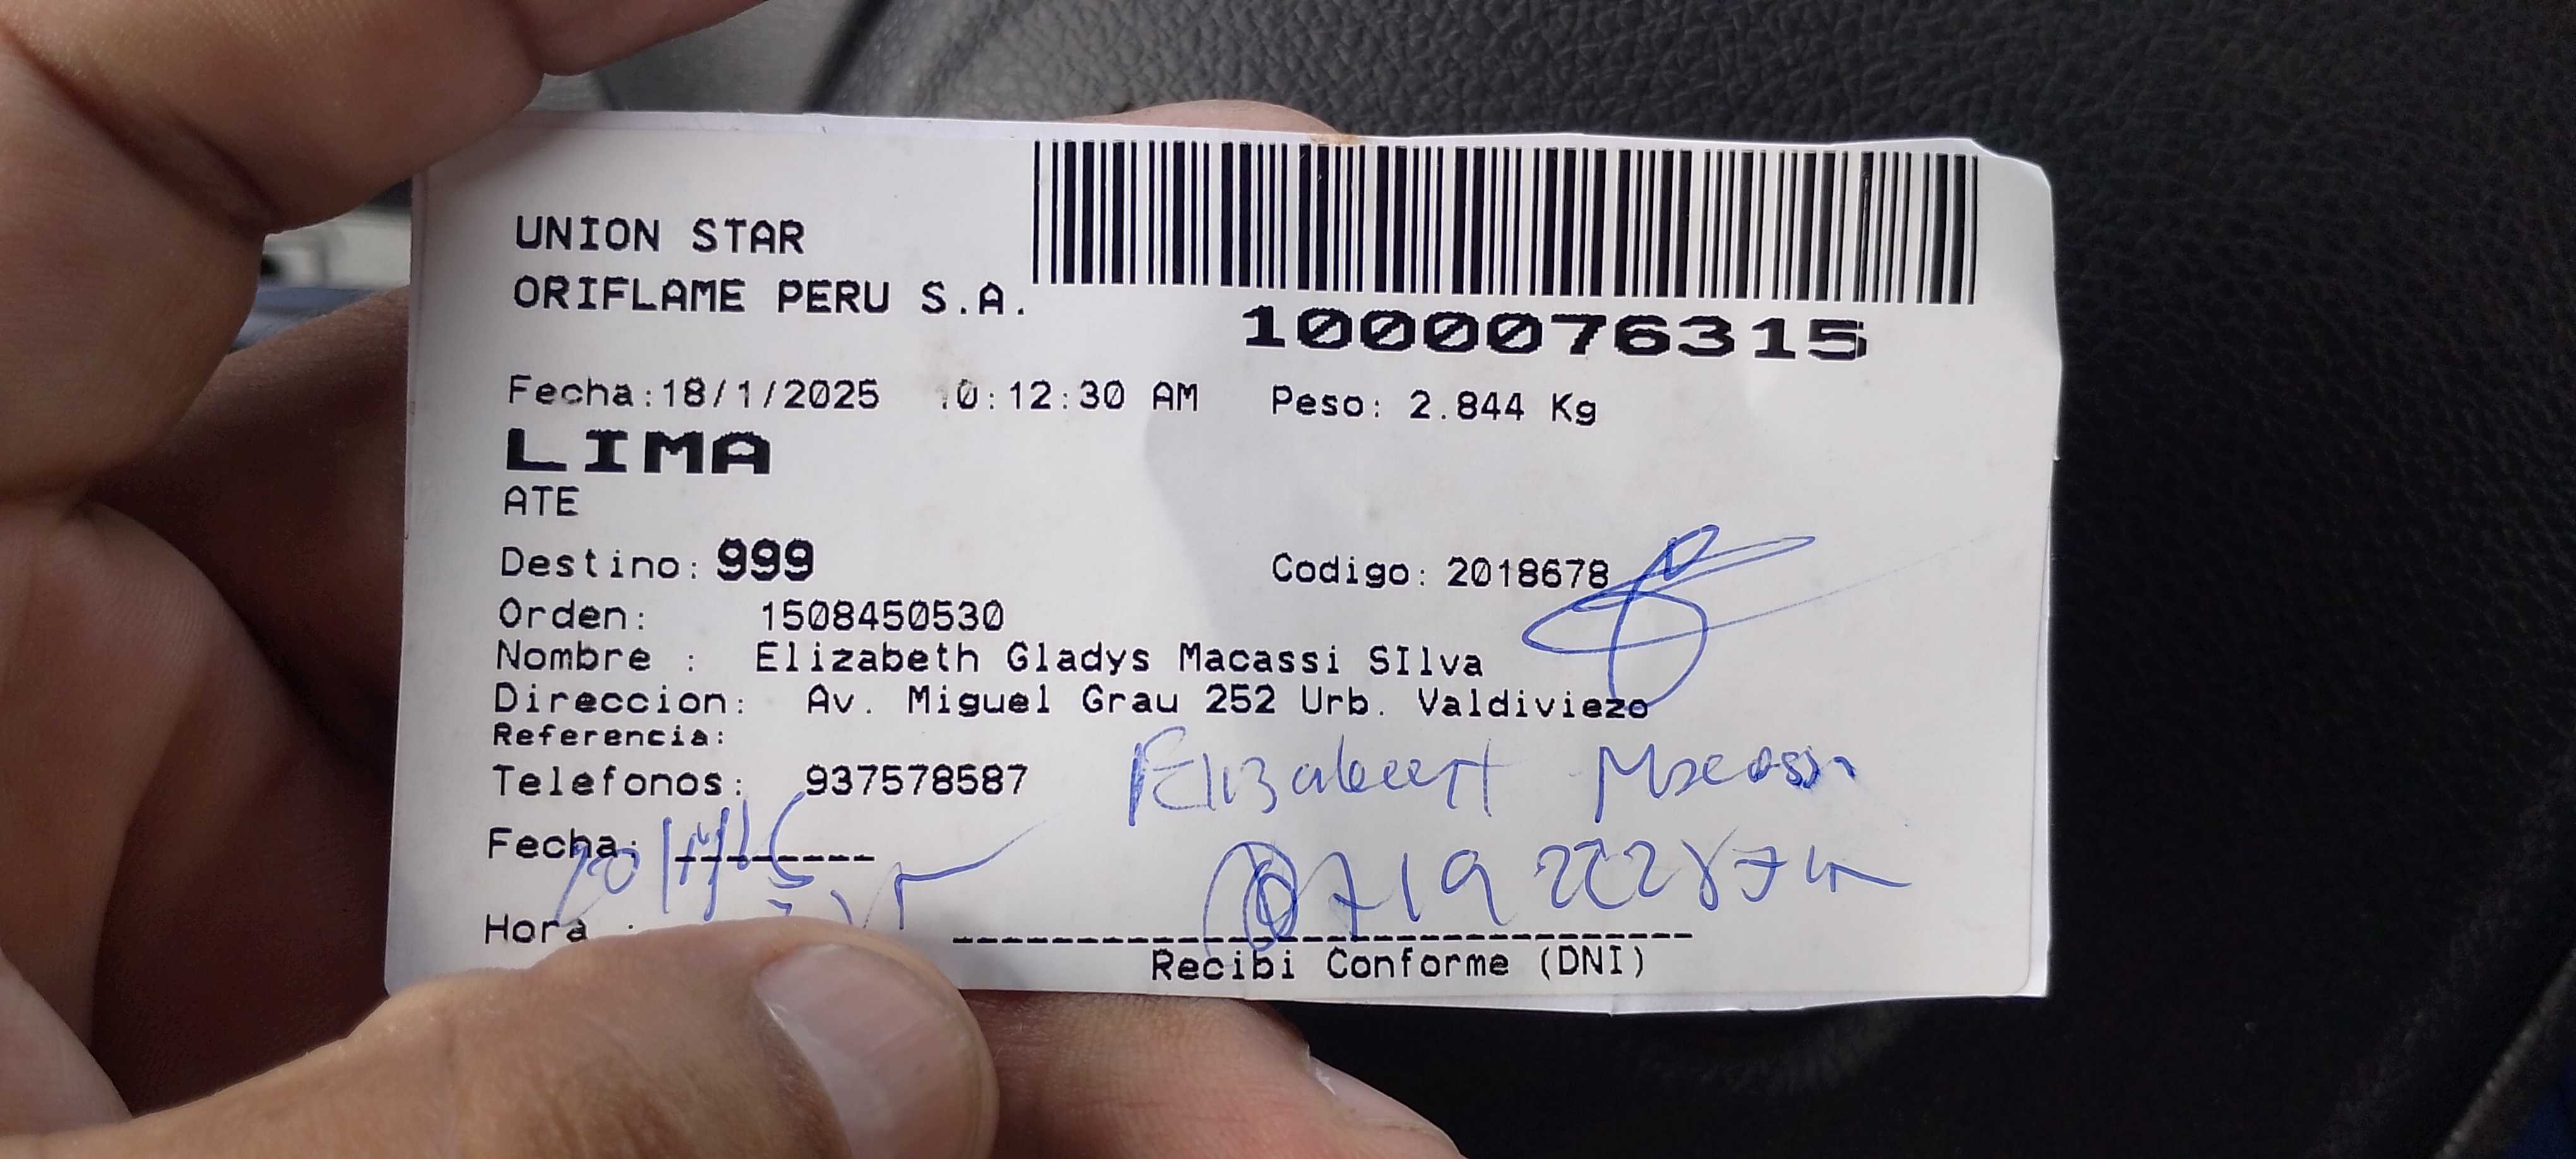 UNION STAR
ORIFLAME PERU S.A.
1000076315
Fecha:18/1/2025 10:12:30 AM Peso: 2.844 Kg
LIMA
ATE
Destino: 999 Codigo: 2018678
Orden: 1508450530
Nombre : Elizabeth Gladys Macassi SIlva
Direccion: Av. Miguel Grau 252 Urb. Valdiviezo
Referencia:
Telefonos: 937578587
Macassi
Fecha:
Hora :
Recibi Conforme (DNI)